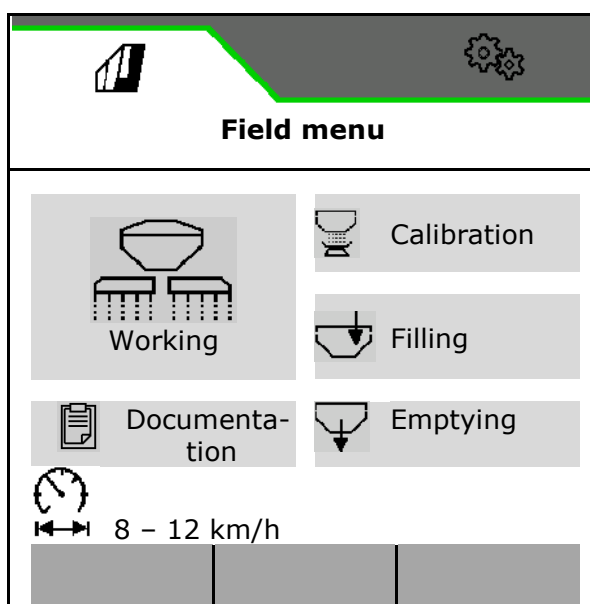 Field menu
Working
Calibration
Filling
Documenta-
tion
Emptying
8 – 12 km/h